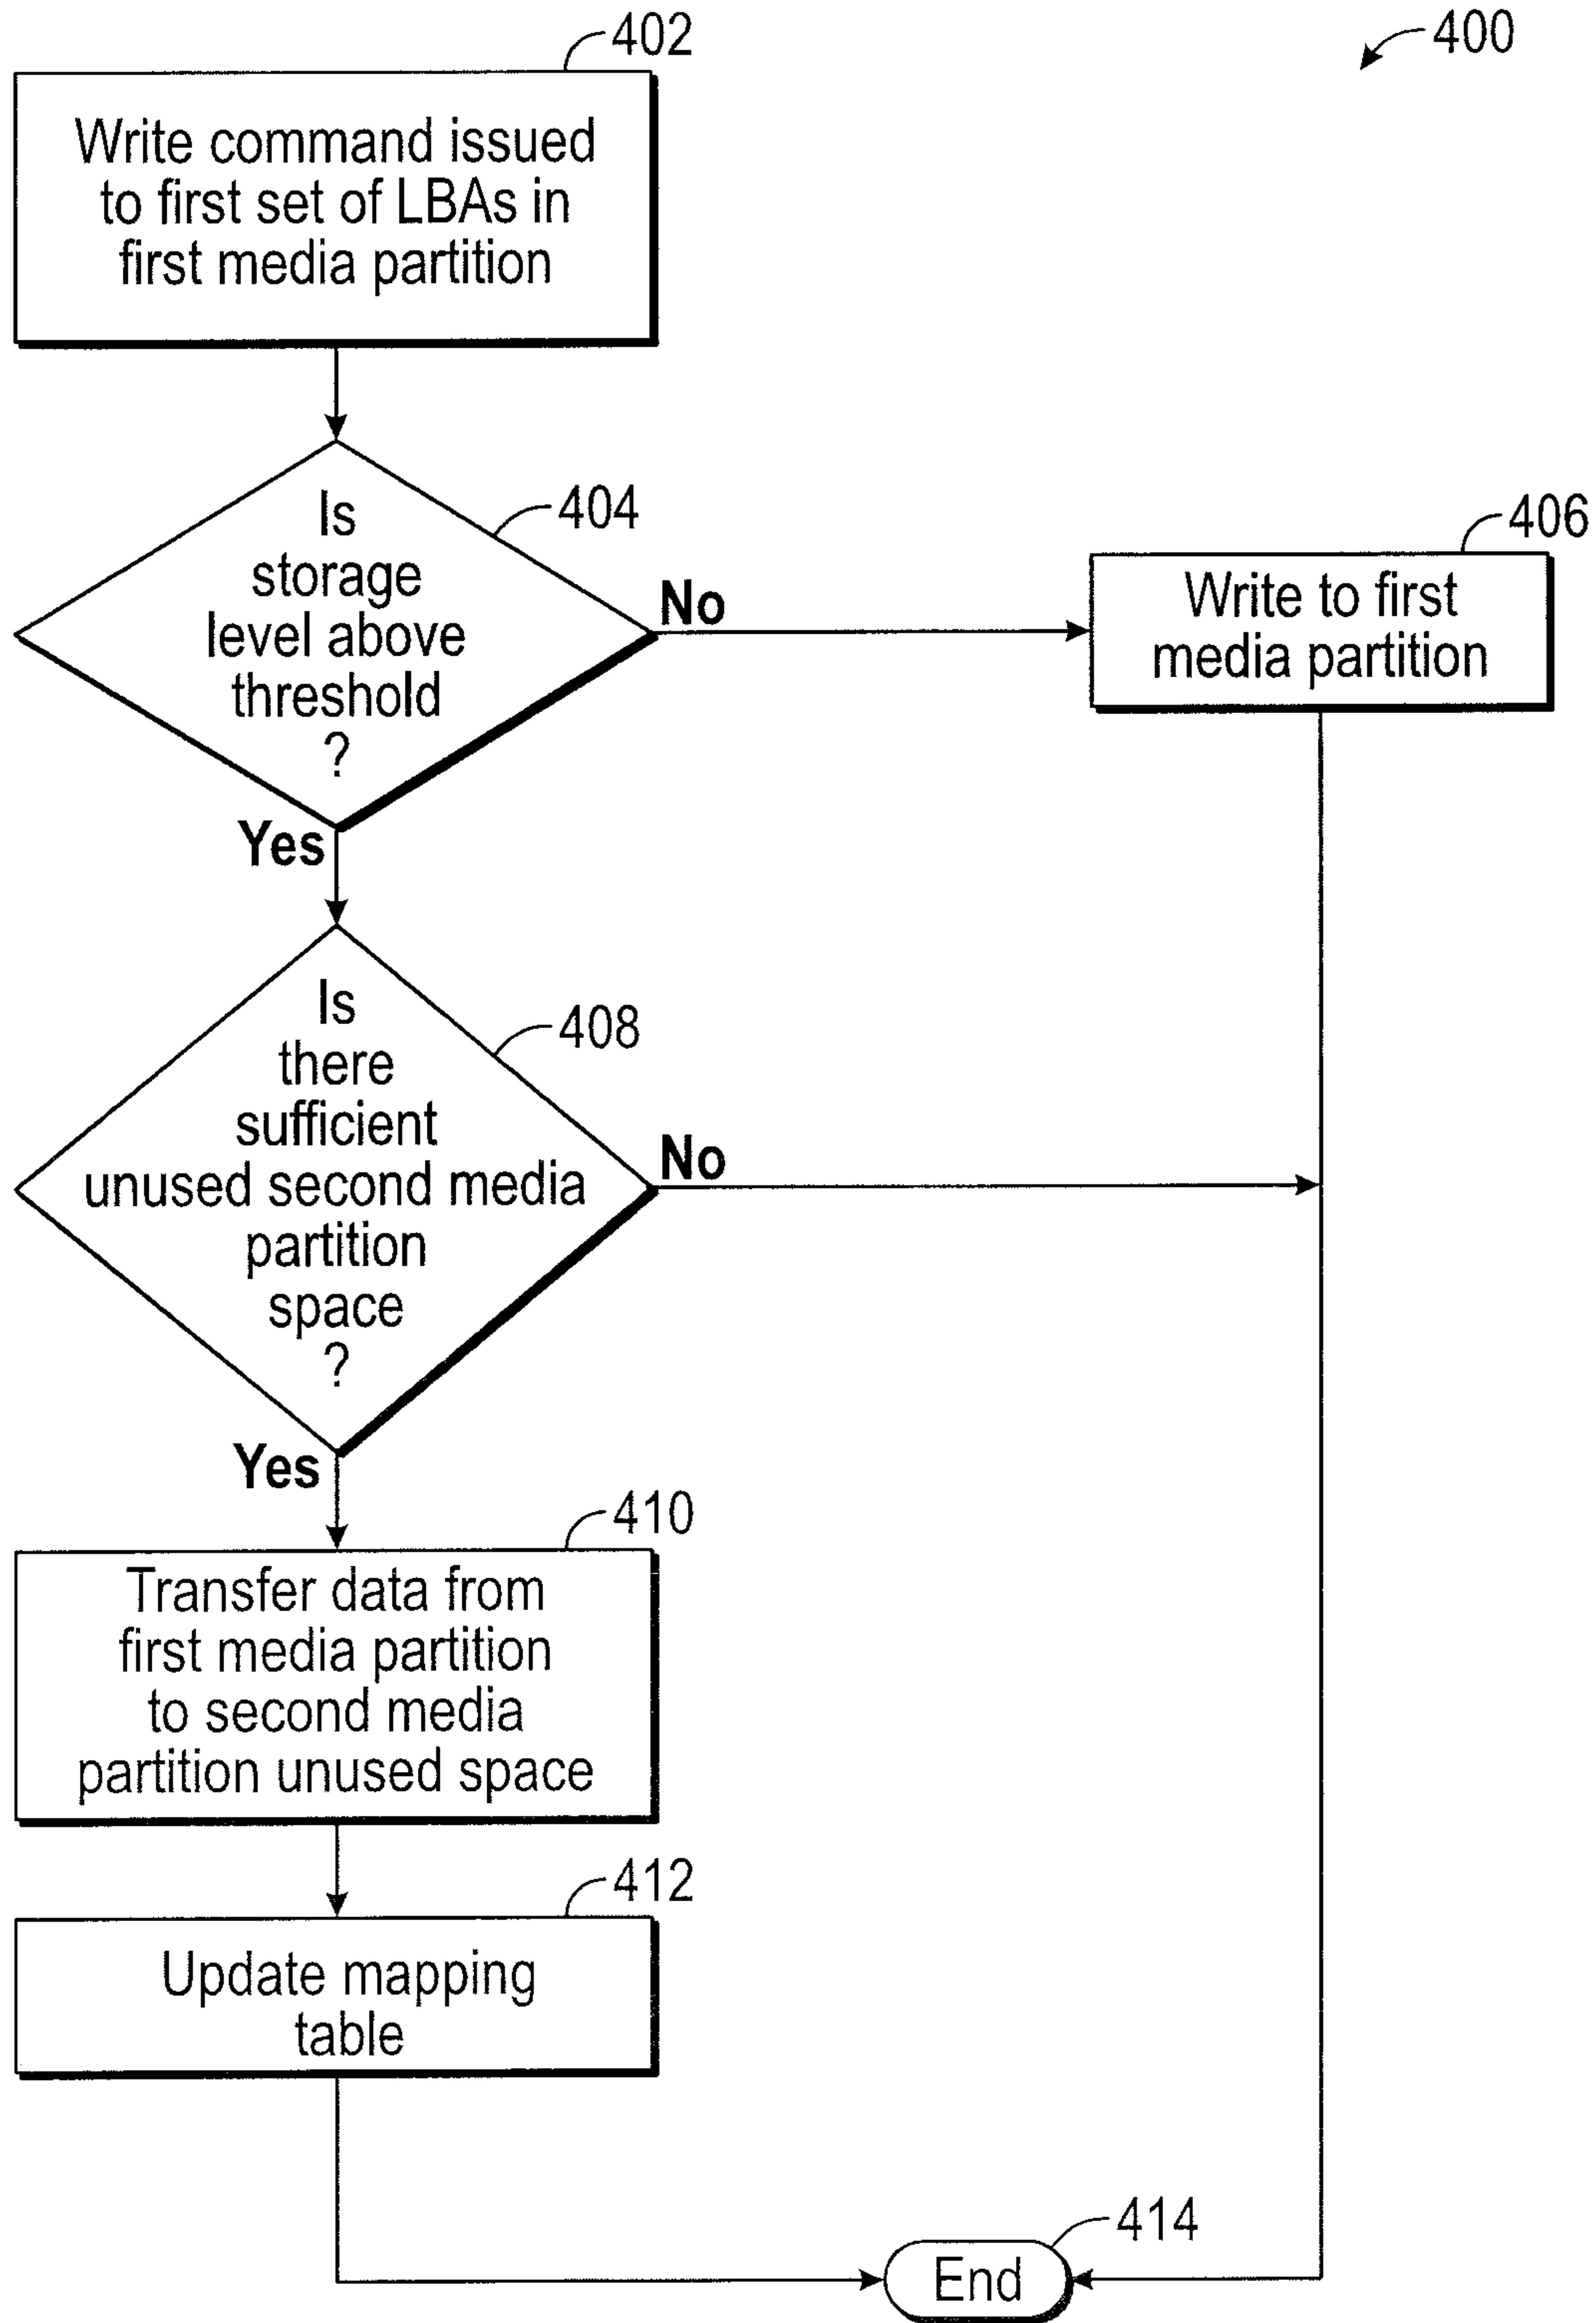 402
400
Write command issued
to first set of LBAs in
first media partition
Is
storage
level above
threshold
?
404
No
406
Write to first
media partition
Yes
Is
there
sufficient
unused second media
partition
space
?
408
No
Yes
410
Transfer data from
first media partition
to second media
partition unused space
412
Update mapping
table
414
End